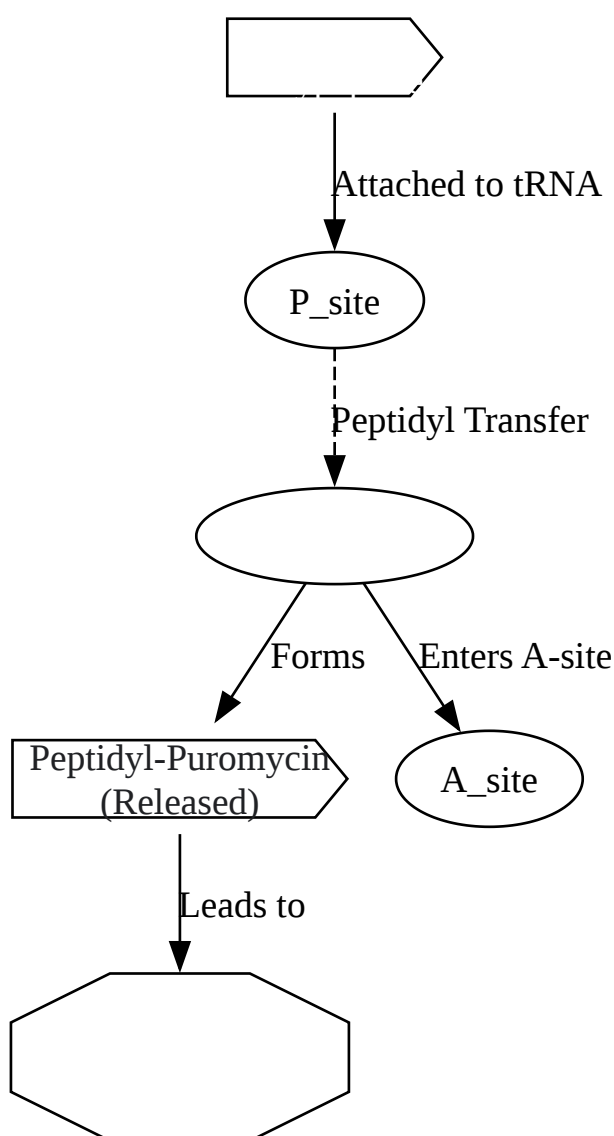 Attached to tRNA
P_site
Peptidyl Transfer
Forms
Enters A-site
Peptidyl-Puromycin
(Released)
A_site
Leads to